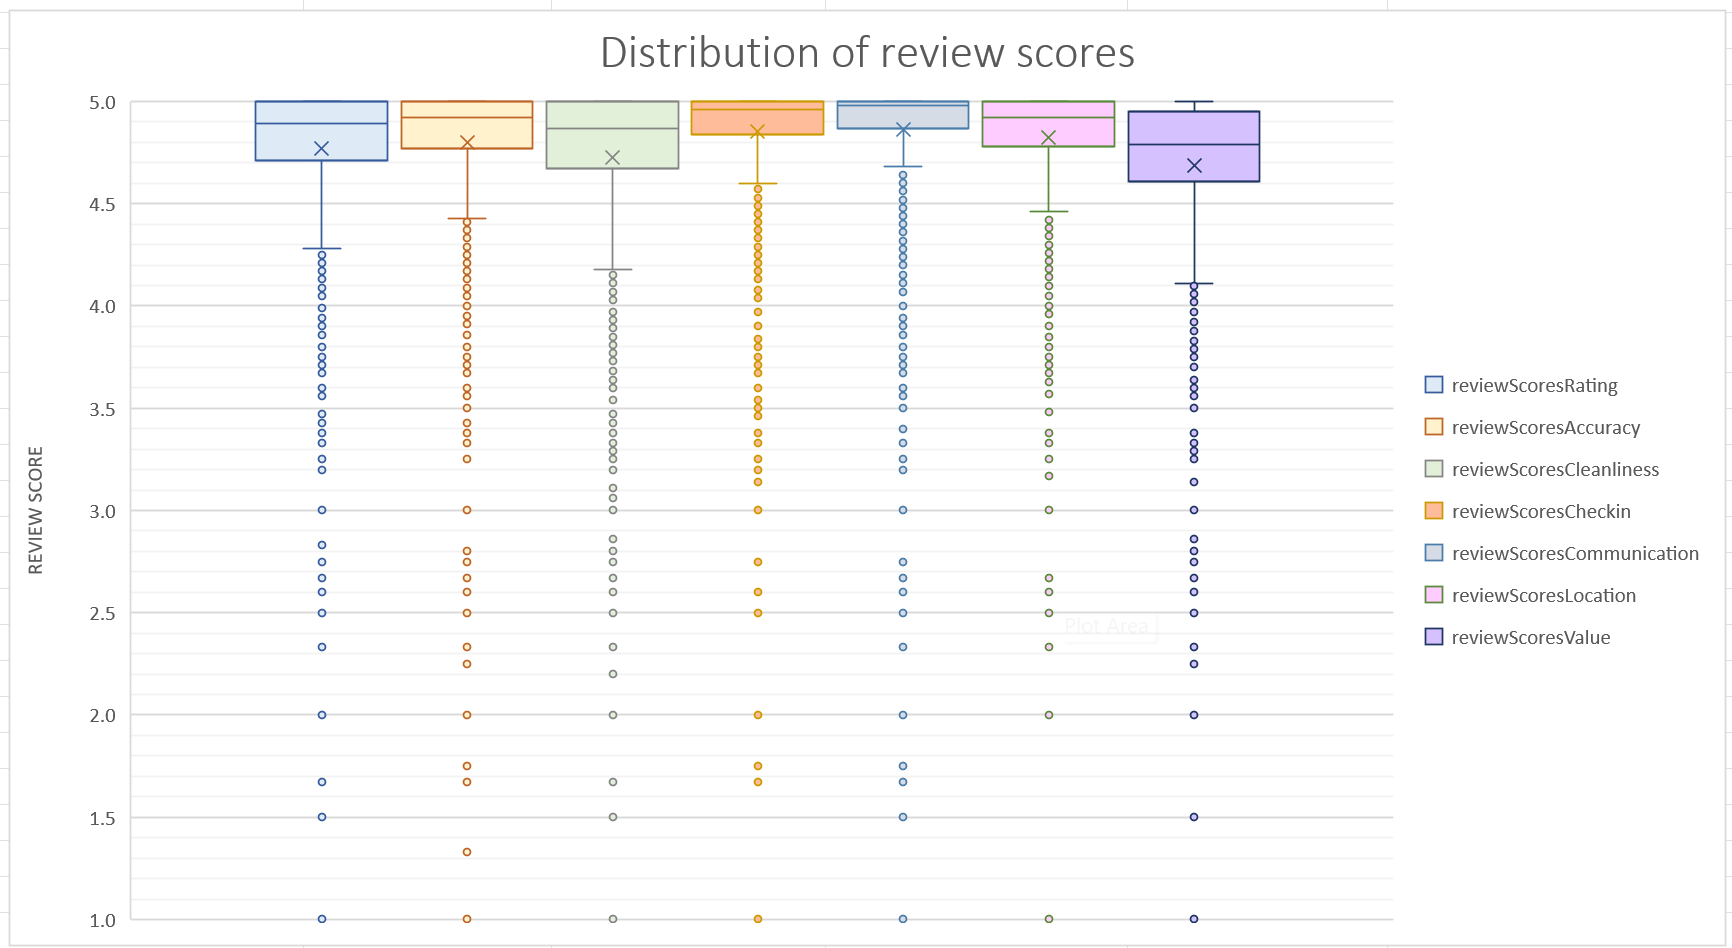 Distribution of review scores
5.0
4.5
4.0
3.5
3.0
2.5
2.0
1.5
1.0
REVIEW SCORE
Plot Area
reviewScoresRating
reviewScoresAccuracy
reviewScoresCleanliness
reviewScoresCheckin
reviewScoresCommunication
reviewScoresLocation
reviewScoresValue